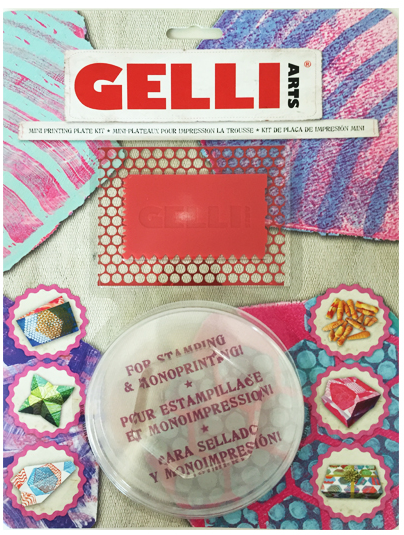 GELLI ARTS®
MINI PRINTING PLATE KIT • MINI PLATEAUX POUR IMPRESSION LA TROUSSE • KIT DE PLACA DE IMPRESIÓN MINI
GELLI
FOR STAMPING
& MONOPRINTING!
★
POUR ESTAMPILLAGE
ET MONOIMPRESSION!
★
PARA SELLADO
Y MONOIMPRESIÓN!